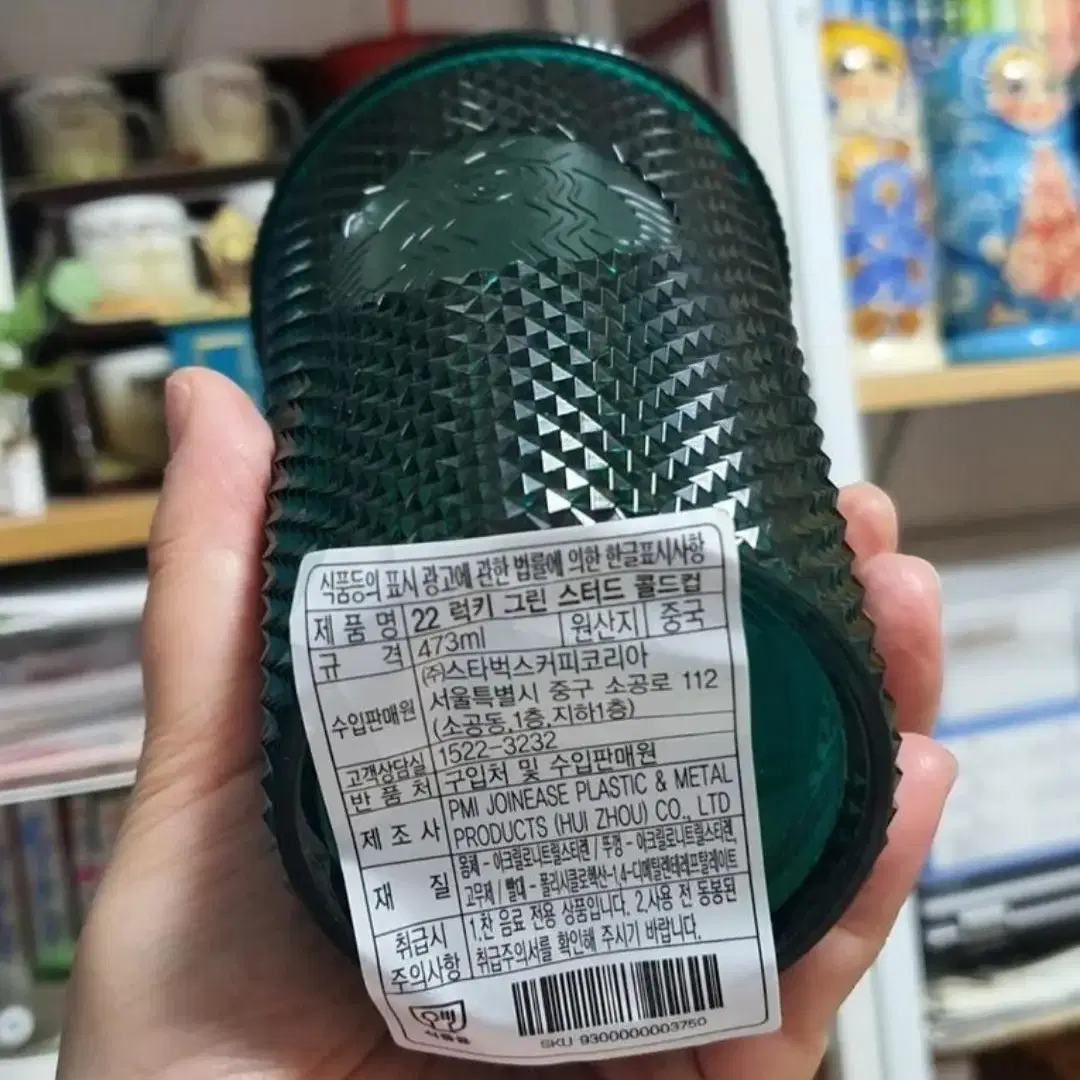 식품등의 표시 광고에 관한 법률에 의한 한글표시사항
제 품 명 22 럭키 그린 스터드 콜드컵
규 격 473ml 원산지 중국
수입판매원 ㈜스타벅스커피코리아
서울특별시 중구 소공로 112
(소공동,1층,지하1층)
고객상담실 1522-3232
반 품 처 구입처 및 수입판매원
제 조 사 PMI JOINEASE PLASTIC & METAL
PRODUCTS (HUI ZHOU) CO., LTD
재 질 몸체 - 아크릴로니트릴스티렌 / 뚜껑 - 아크릴로니트릴스티렌,
고무제 / 빨대 - 폴리시클로헥산-1,4-디메틸렌테레프탈레이트
취급시 1.찬 음료 전용 상품입니다. 2.사용 전 동봉된
주의사항 취급주의서를 확인해 주시기 바랍니다.
식품용
SKU 9300000003750